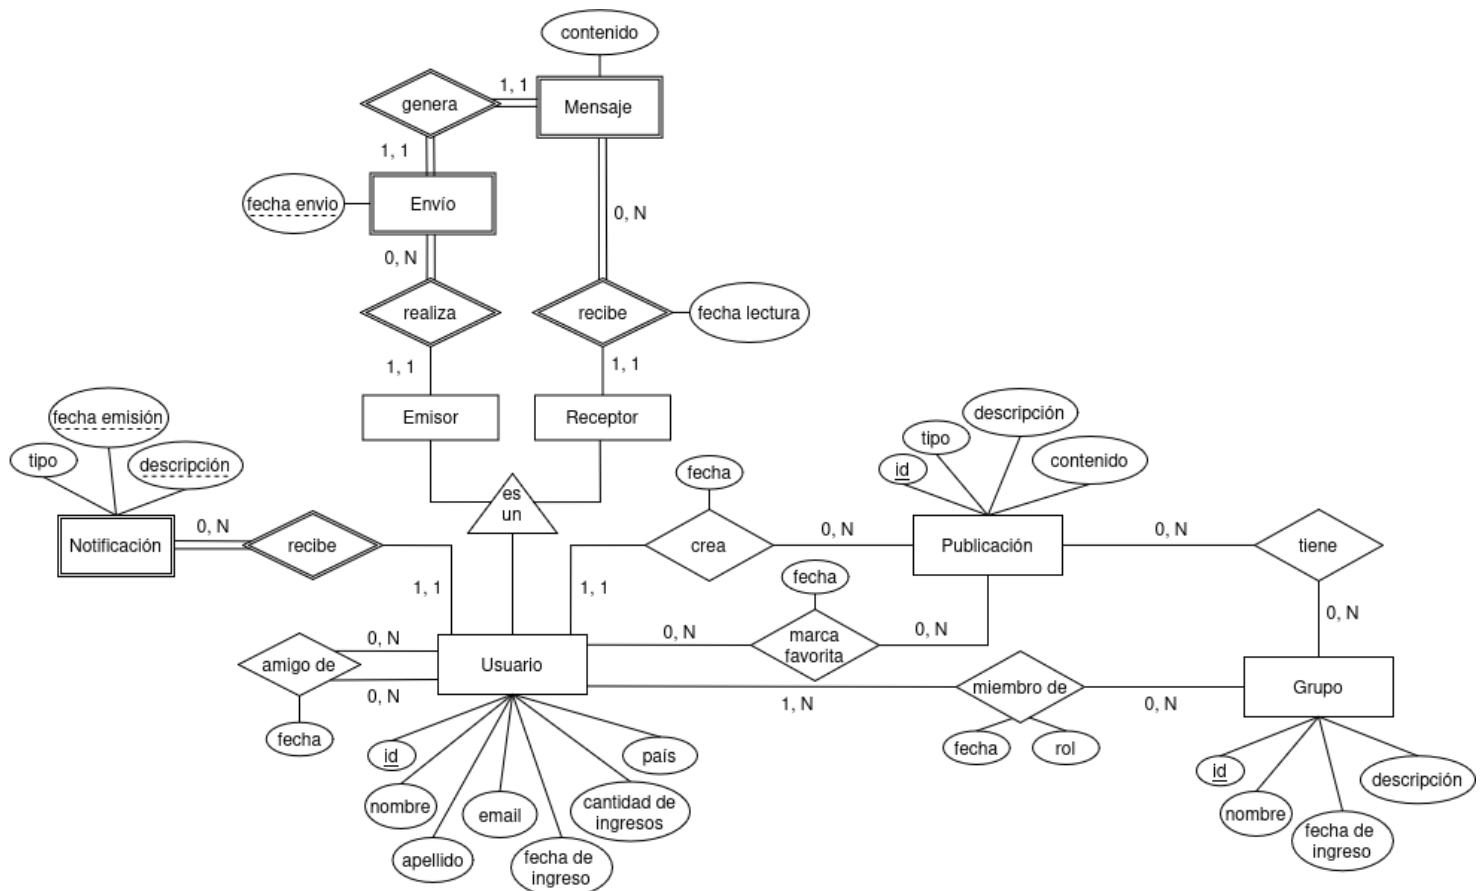 contenido
1, 1
genera
Mensaje
1, 1
fecha envio
Envío
0, N
0, N
realiza
recibe
fecha lectura
1, 1
1, 1
Emisor
Receptor
fecha emisión
descripción
tipo
tipo
descripción
id
contenido
fecha
es
un
Notificación
0, N
recibe
crea
0, N
Publicación
0, N
tiene
1, 1
1, 1
fecha
0, N
0, N
0, N
marca
favorita
0, N
amigo de
Usuario
0, N
1, N
miembro de
0, N
Grupo
fecha
id
país
fecha
rol
nombre
email
cantidad de
ingresos
apellido
fecha de
ingreso
id
descripción
nombre
fecha de
ingreso